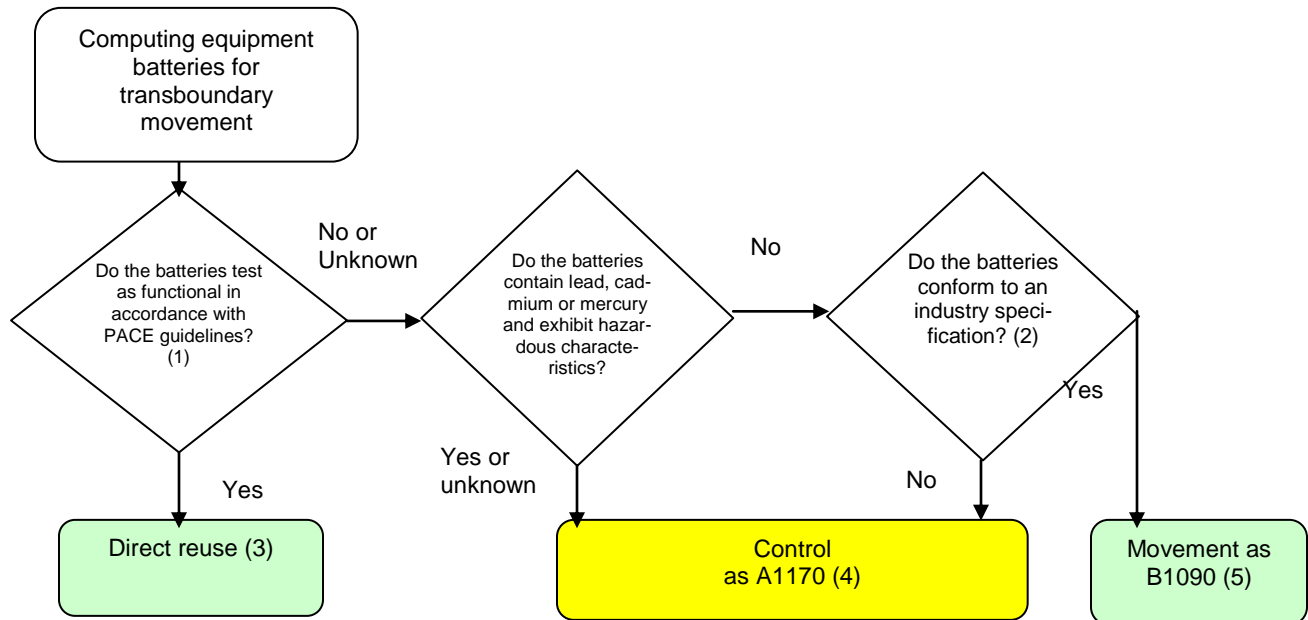 Computing equipment
batteries for
transboundary
movement
No or
Unknown
Do the batteries test
as functional in
accordance with
PACE guidelines?
(1)
Do the batteries
contain lead, cad-
mium or mercury
and exhibit hazar-
dous characte-
ristics?
No
Do the batteries
conform to an
industry speci-
fication? (2)
Yes
Yes or
unknown
No
Yes
Direct reuse (3)
Control
as A1170 (4)
Movement as
B1090 (5)